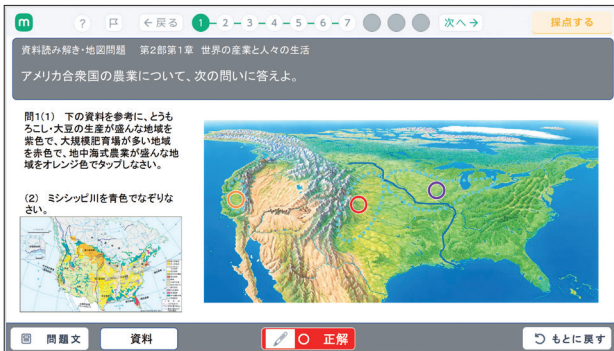 m ? ←戻る 1-2-3-4-5-6-7 次へ→ 採点する
資料読み解き・地図問題 第2部第1章 世界の産業と人々の生活
アメリカ合衆国の農業について、次の問いに答えよ。
問1(1) 下の資料を参考に、とうも
ろこし・大豆の生産が盛んな地域を
紫色で、大規模肥育場が多い地域
を赤色で、地中海式農業が盛んな地
域をオレンジ色でタップしなさい。
(2) ミシシッピ川を青色でなぞりな
さい。
問題文 資料 正解 もとに戻す